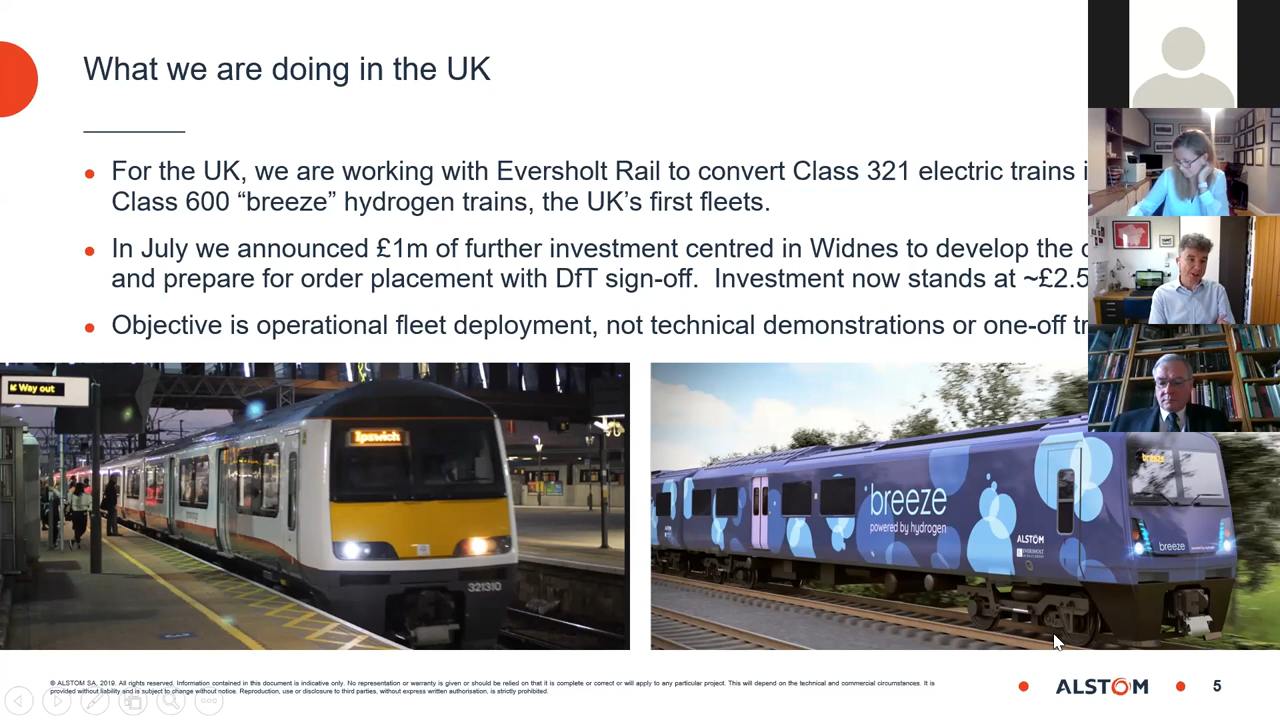 What we are doing in the UK
For the UK, we are working with Eversholt Rail to convert Class 321 electric trains i
Class 600 “breeze” hydrogen trains, the UK’s first fleets.
In July we announced £1m of further investment centred in Widnes to develop the
and prepare for order placement with DfT sign-off. Investment now stands at ~£2.5
Objective is operational fleet deployment, not technical demonstrations or one-off tr
Way out
Ipswich
321310
breeze
breeze
powered by hydrogen
ALSTOM
EVERSHOLT
breeze
© ALSTOM SA, 2019. All rights reserved. Information contained in this document is indicative only. No representation or warranty is given or should be relied on that it is complete or correct or will apply to any particular project. This will depend on the technical and commercial circumstances. It is
provided without liability and is subject to change without notice. Reproduction, use or disclosure to third parties, without express written authorisation, is strictly prohibited.
ALSTOM
5